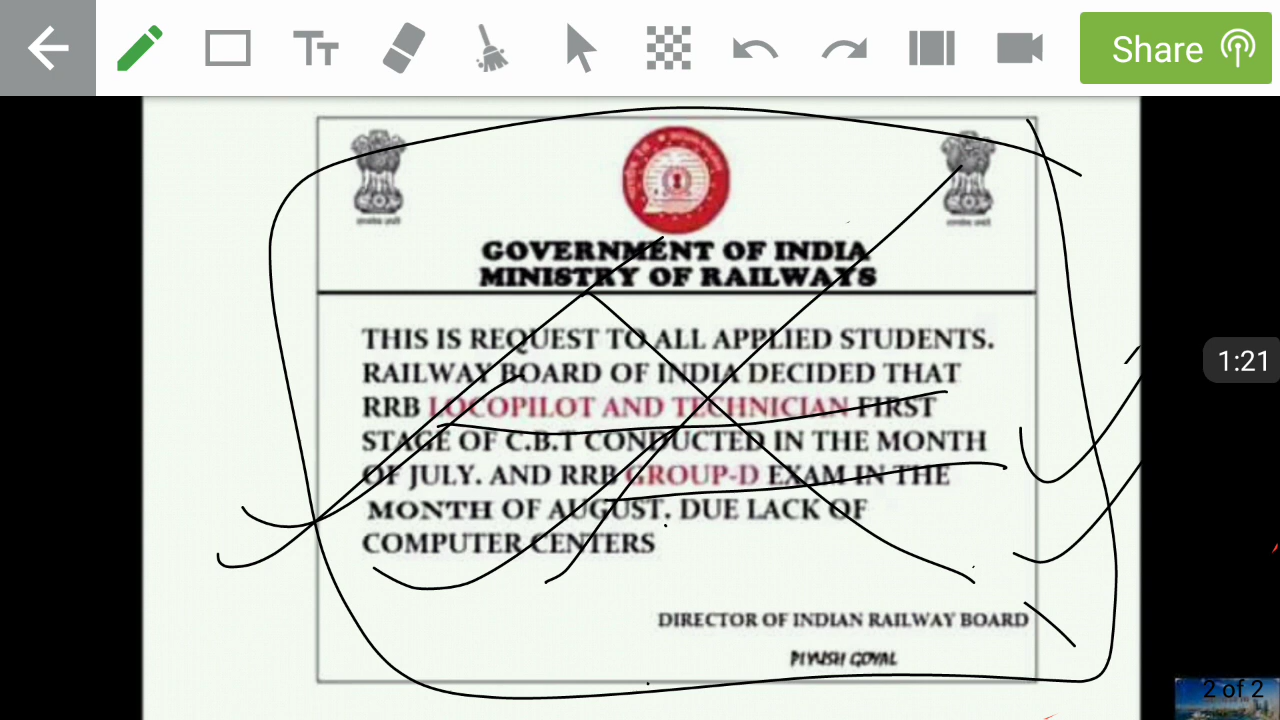 Share
GOVERNMENT OF INDIA
MINISTRY OF RAILWAYS
THIS IS REQUEST TO ALL APPLIED STUDENTS.
RAILWAY BOARD OF INDIA DECIDED THAT
RRB LOCOPILOT AND TECHNICIAN FIRST
STAGE OF C.B.T CONDUCTED IN THE MONTH
OF JULY. AND RRB GROUP-D EXAM IN THE
MONTH OF AUGUST. DUE LACK OF
COMPUTER CENTERS
DIRECTOR OF INDIAN RAILWAY BOARD
PIYUSH GOYAL
1:21
2 of 2